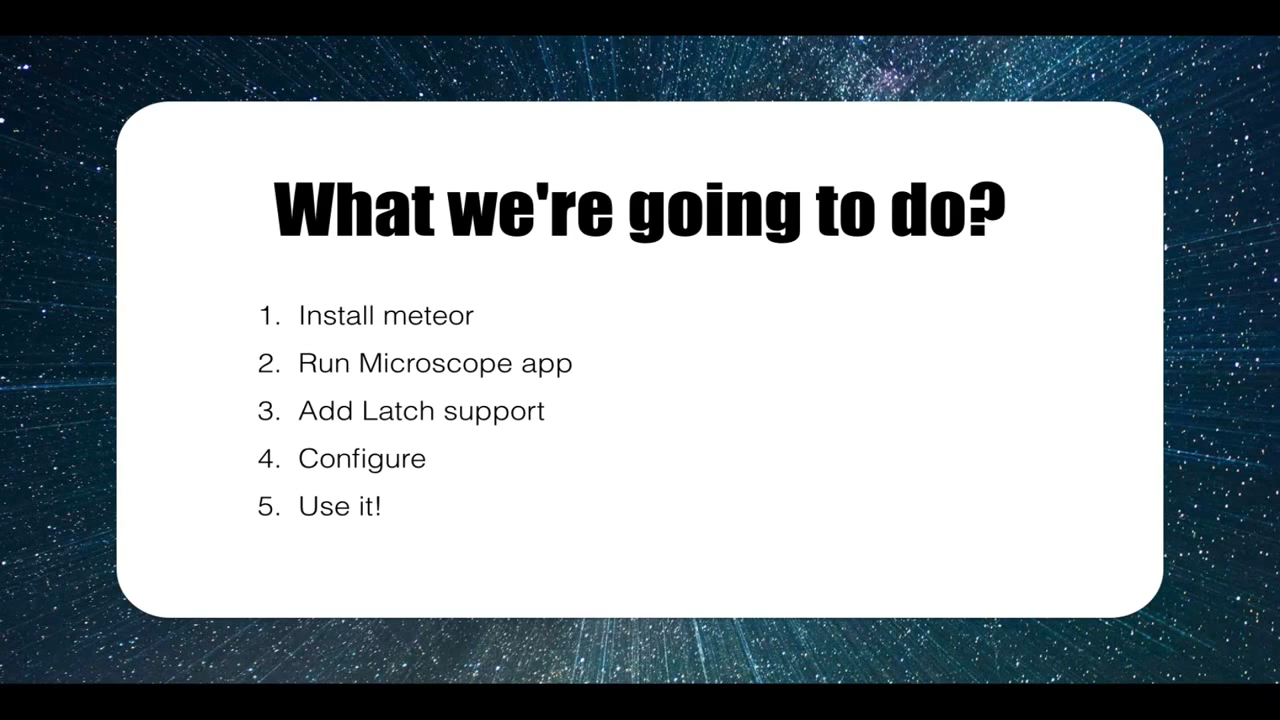 What we're going to do?
1. Install meteor
2. Run Microscope app
3. Add Latch support
4. Configure
5. Use it!